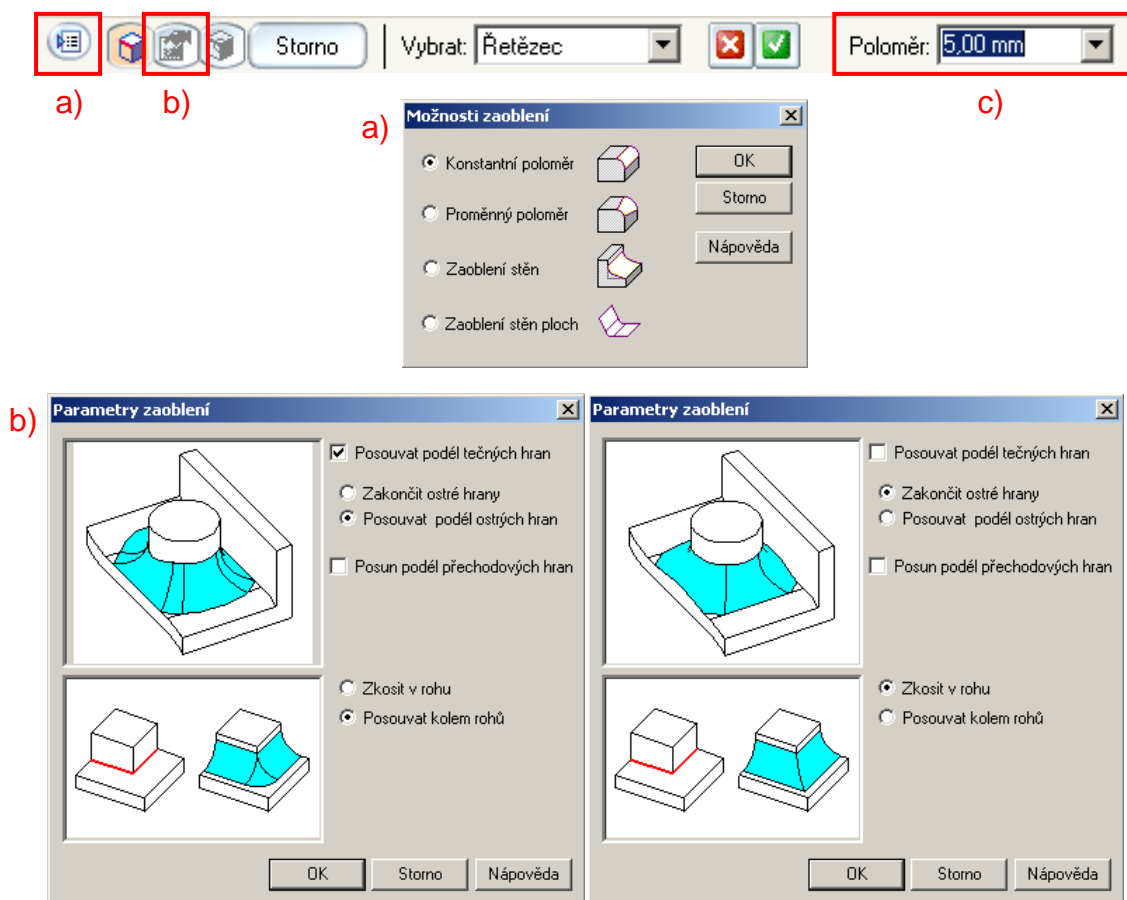 Storno
Vybrat: Řetězec
Poloměr: 5,00 mm
a)
b)
c)
a)
Možnosti zaoblení
Konstantní poloměr
OK
Proměnný poloměr
Storno
Zaoblení stěn
Nápověda
Zaoblení stěn ploch
b)
Parametry zaoblení
Posouvat podél tečných hran
Zakončit ostré hrany
Posouvat podél ostrých hran
Posun podél přechodových hran
Zkosit v rohu
Posouvat kolem rohů
OK
Storno
Nápověda
Parametry zaoblení
Posouvat podél tečných hran
Zakončit ostré hrany
Posouvat podél ostrých hran
Posun podél přechodových hran
Zkosit v rohu
Posouvat kolem rohů
OK
Storno
Nápověda